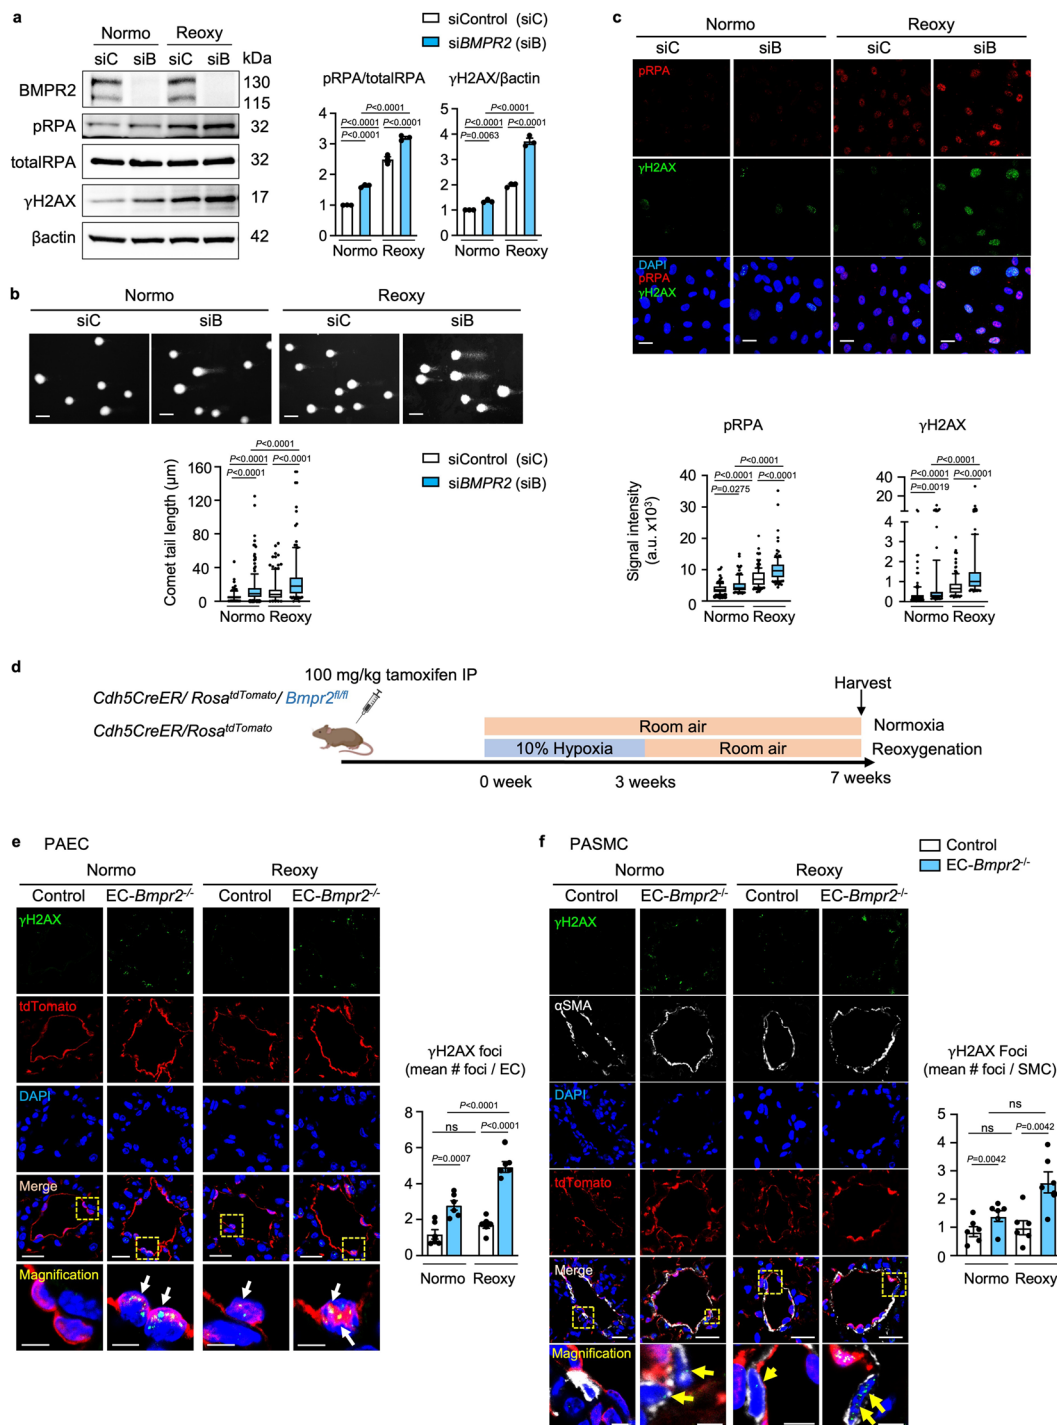 a
Normo Reoxy
siC siB siC siB kDa
BMPR2 130
115
pRPA 32
totalRPA 32
γH2AX 17
βactin 42
siControl (siC)
siBMPR2 (siB)
pRPA/totalRPA
P<0.0001
P<0.0001 P<0.0001
P<0.0001
4
3
2
1
0
Normo Reoxy
γH2AX/βactin
P<0.0001
P<0.0001 P<0.0001
P=0.0063
5
4
3
2
1
0
Normo Reoxy
b
Normo Reoxy
siC siB siC siB
Comet tail length (μm)
P<0.0001
P<0.0001 P<0.0001
P<0.0001
160
120
80
40
0
Normo Reoxy
siControl (siC)
siBMPR2 (siB)
c
Normo Reoxy
siC siB siC siB
pRPA
γH2AX
DAPI
pRPA
γH2AX
pRPA
Signal intensity
(a.u. x10³)
P<0.0001
P<0.0001 P<0.0001
P=0.0275
40
30
20
10
0
Normo Reoxy
γH2AX
P<0.0001
P<0.0001 P<0.0001
P=0.0019
40
30
20
10
4
3
2
1
0
Normo Reoxy
d
100 mg/kg tamoxifen IP
Cdh5CreER/ Rosatdᵀᵒᵐᵃᵗᵒ/ Bmpr2fl/fl
Cdh5CreER/RosatdTomato
Harvest
Room air Normoxia
10% Hypoxia Room air Reoxygenation
0 week 3 weeks 7 weeks
e PAEC
Normo Reoxy
Control EC-Bmpr2-/- Control EC-Bmpr2-/-
γH2AX
tdTomato
DAPI
Merge
Magnification
γH2AX foci
(mean # foci / EC)
P<0.0001
ns P<0.0001
P=0.0007
8
6
4
2
0
Normo Reoxy
f PASMC
Control
EC-Bmpr2-/-
Normo Reoxy
Control EC-Bmpr2-/- Control EC-Bmpr2-/-
γH2AX
αSMA
DAPI
tdTomato
Merge
Magnification
γH2AX Foci
(mean # foci / SMC)
ns
ns P=0.0042
P=0.0042
5
4
3
2
1
0
Normo Reoxy